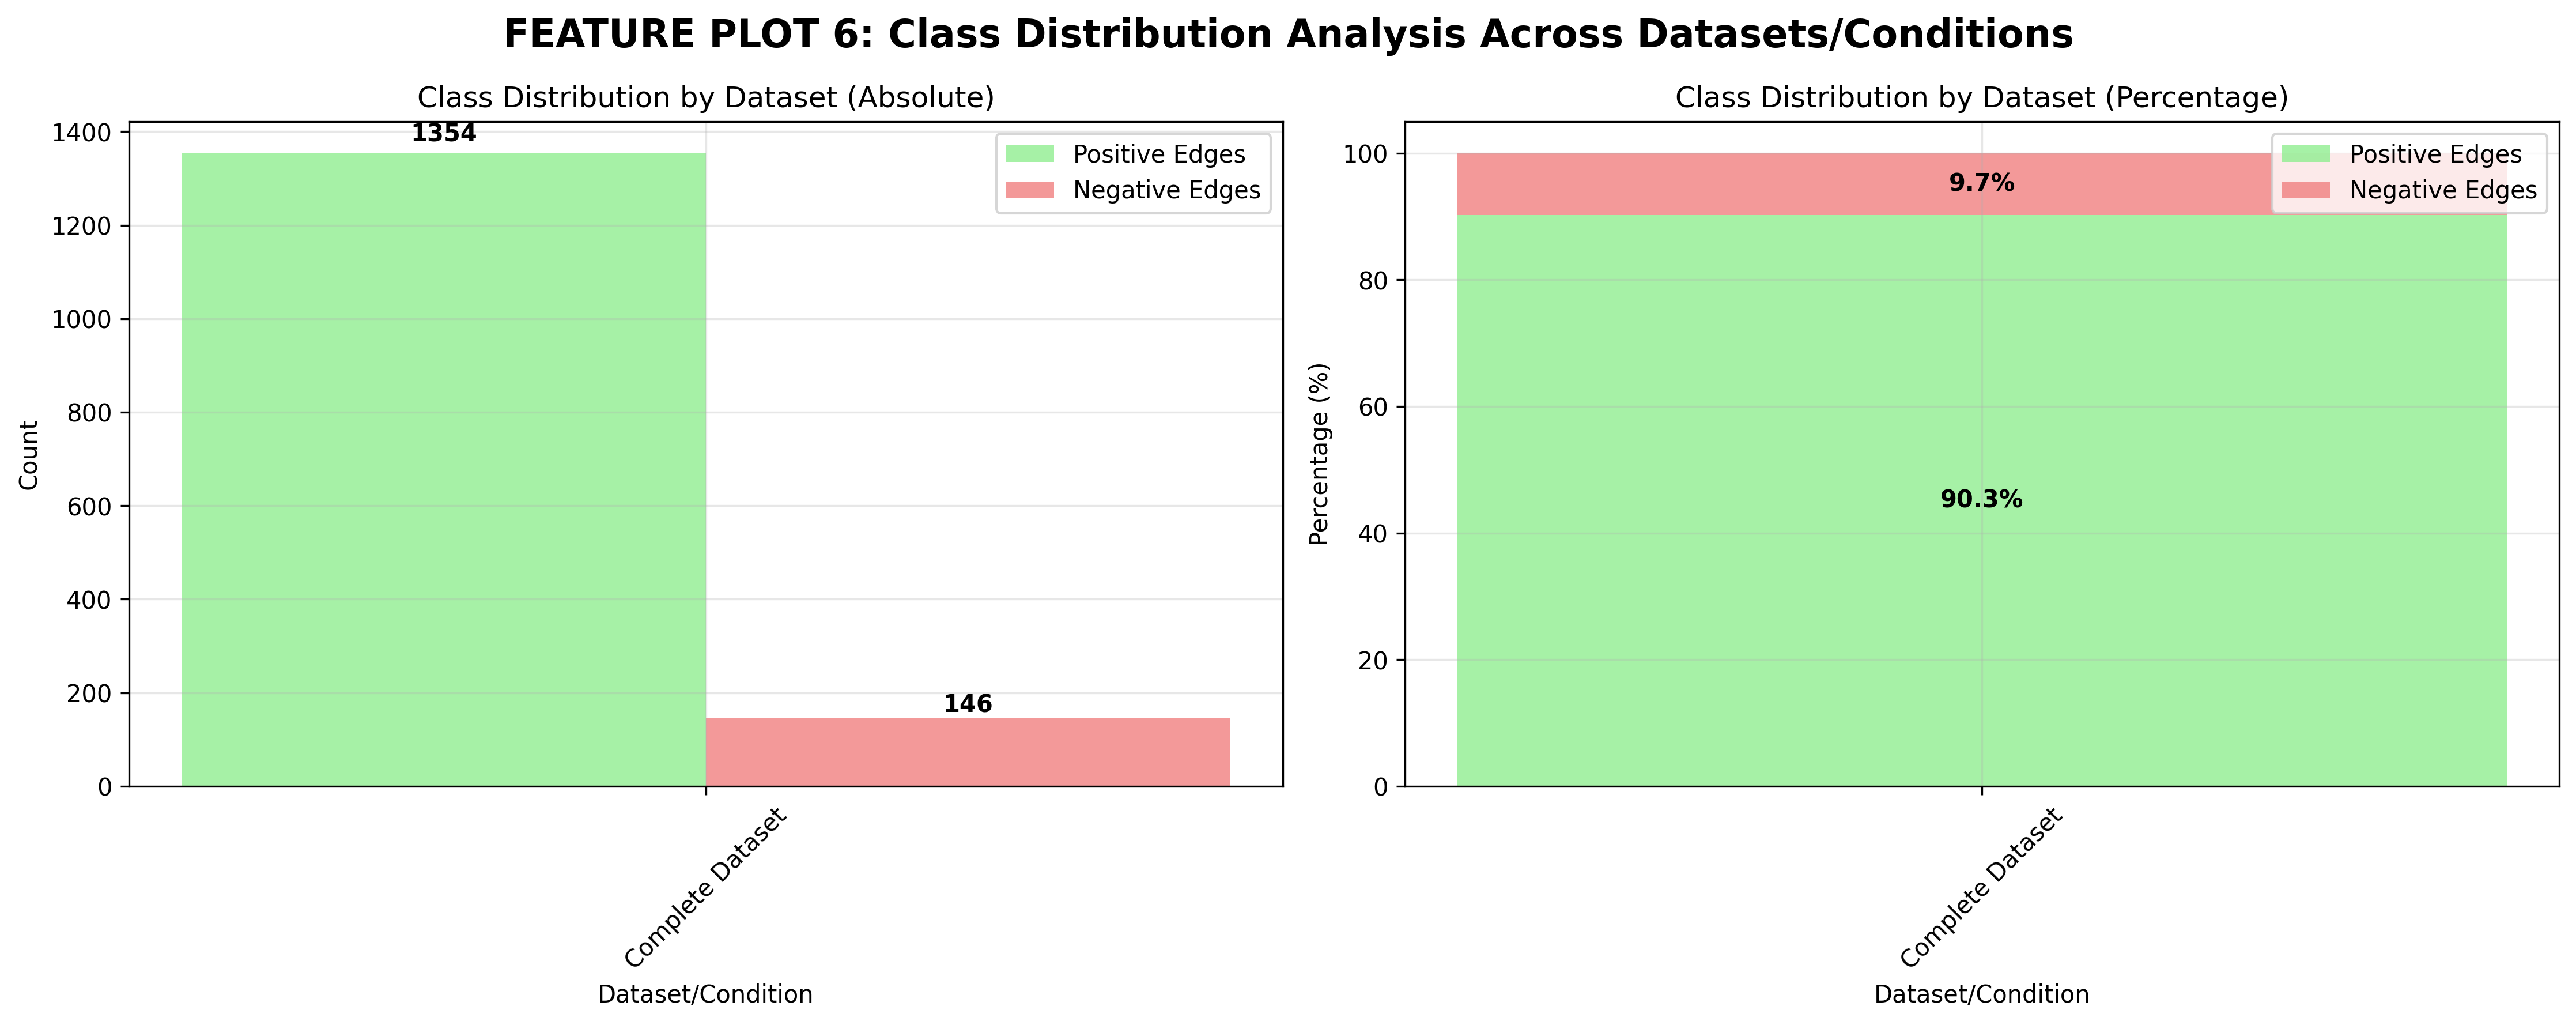 FEATURE PLOT 6: Class Distribution Analysis Across Datasets/Conditions
Class Distribution by Dataset (Absolute)
1400
1200
1000
800
600
400
200
0
Count
1354
146
Positive Edges
Negative Edges
Complete Dataset
Dataset/Condition
Class Distribution by Dataset (Percentage)
100
80
60
40
20
0
Percentage (%)
9.7%
90.3%
Positive Edges
Negative Edges
Complete Dataset
Dataset/Condition